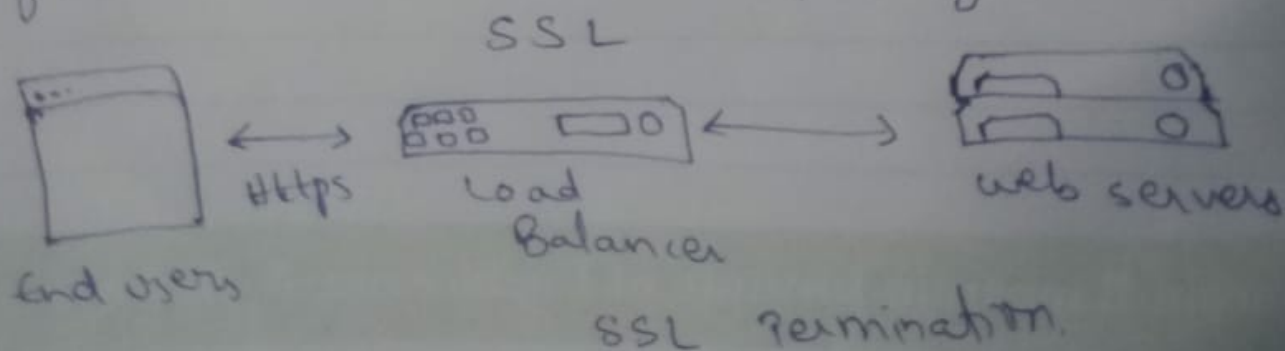 SSL
Https
Load
Balancer
web servers
End users
SSL Termination.